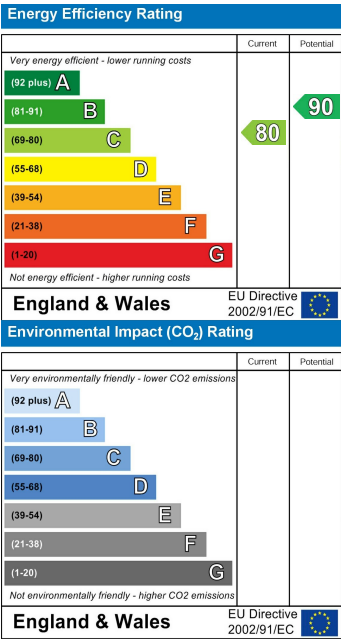 Energy Efficiency Rating
Current Potential
Very energy efficient - lower running costs
(92 plus) A
(81-91) B
(69-80) C
(55-68) D
(39-54) E
(21-38) F
(1-20) G
80
90
Not energy efficient - higher running costs
England & Wales
EU Directive
2002/91/EC
Environmental Impact (CO₂) Rating
Current Potential
Very environmentally friendly - lower CO2 emissions
(92 plus) A
(81-91) B
(69-80) C
(55-68) D
(39-54) E
(21-38) F
(1-20) G
Not environmentally friendly - higher CO2 emissions
England & Wales
EU Directive
2002/91/EC